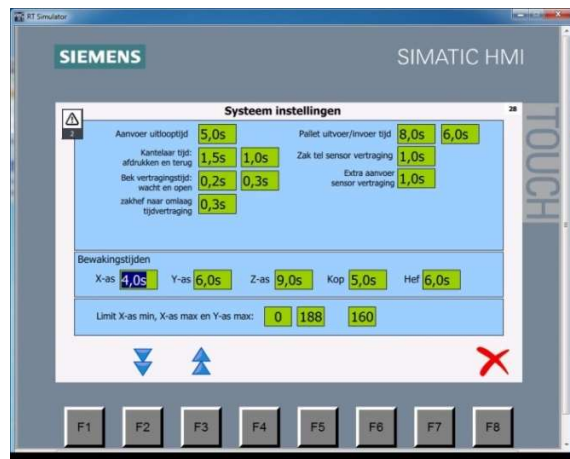 RT Simulator
SIEMENS
SIMATIC HMI
TOUCH
2
Systeem instellingen
28
Aanvoer uitlooptijd 5,0s
Pallet uitvoer/invoer tijd 8,0s 6,0s
Kantelaar tijd:
afdrukken en terug 1,5s 1,0s
Zak tel sensor vertraging 1,0s
Bek vertragingstijd:
wacht en open 0,2s 0,3s
Extra aanvoer
sensor vertraging 1,0s
zakhef naar omlaag
tijdvertraging 0,3s
Bewakingstijden
X-as 4,0s Y-as 6,0s Z-as 9,0s Kop 5,0s Hef 6,0s
Limit X-as min, X-as max en Y-as max: 0 188 160
F1 F2 F3 F4 F5 F6 F7 F8